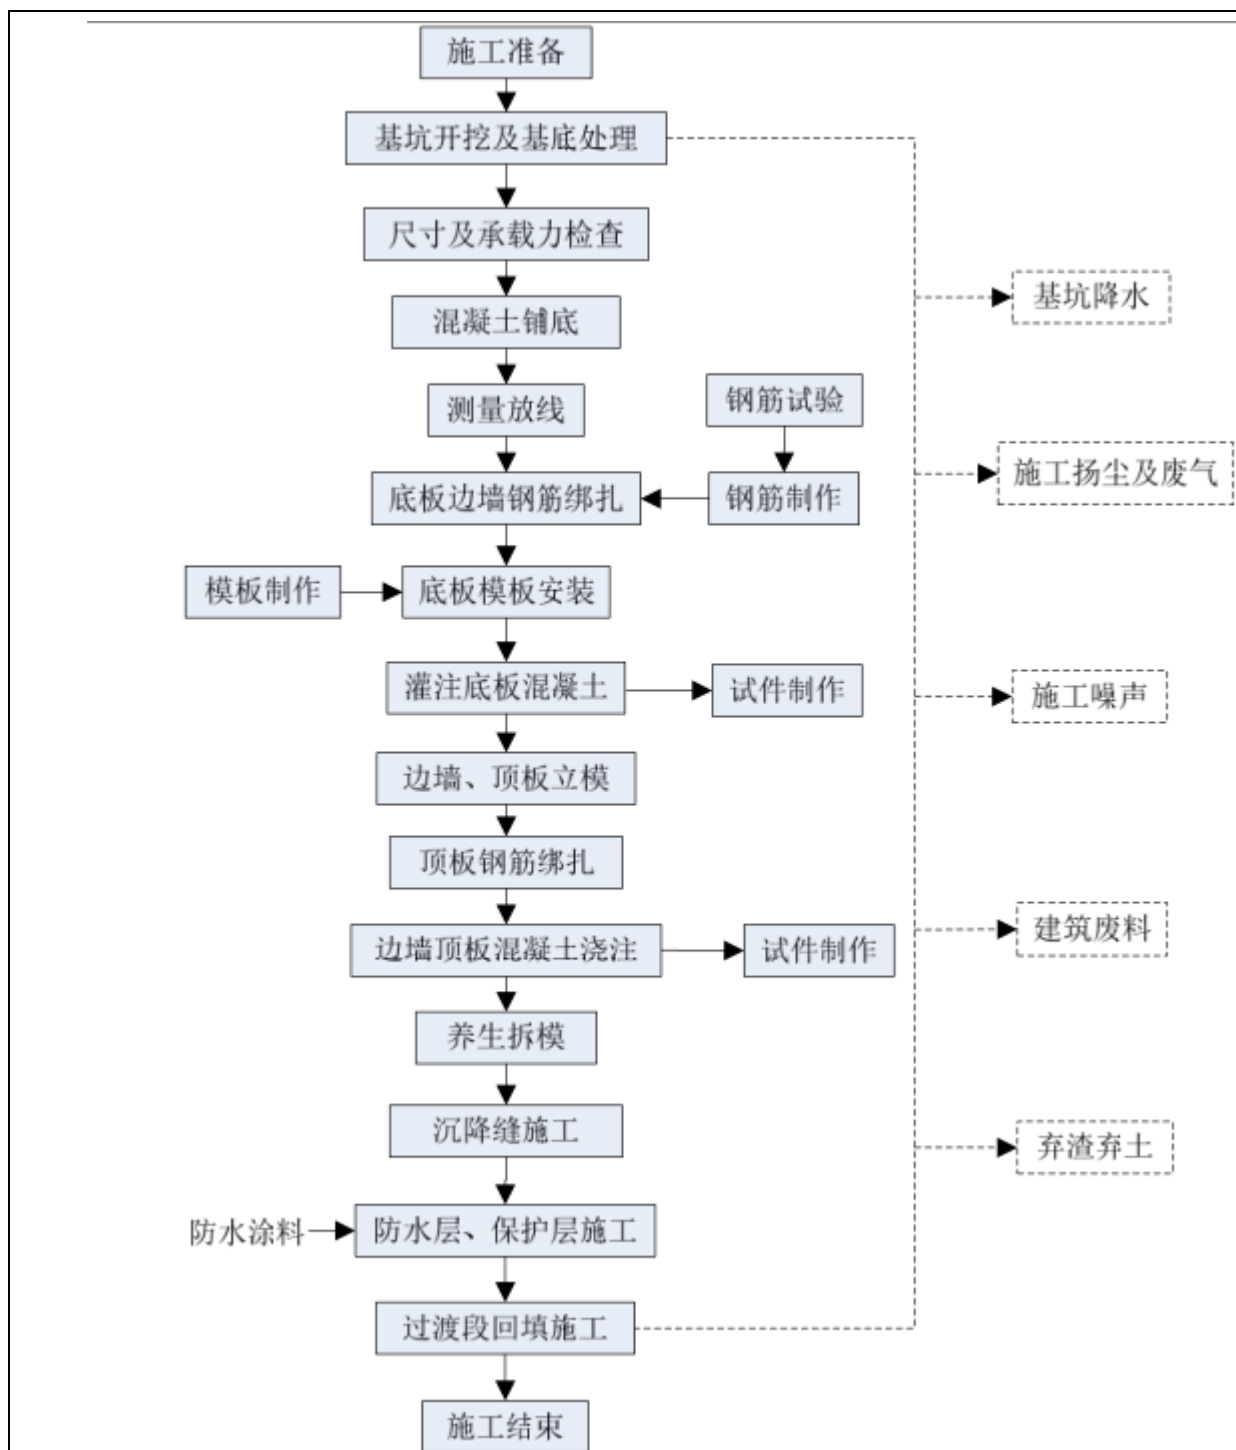 施工准备
基坑开挖及基底处理
尺寸及承载力检查
基坑降水
混凝土铺底
测量放线
钢筋试验
施工扬尘及废气
底板边墙钢筋绑扎
钢筋制作
模板制作
底板模板安装
灌注底板混凝土
试件制作
施工噪声
边墙、顶板立模
顶板钢筋绑扎
边墙顶板混凝土浇注
试件制作
建筑废料
养生拆模
沉降缝施工
弃渣弃土
防水涂料
防水层、保护层施工
过渡段回填施工
施工结束